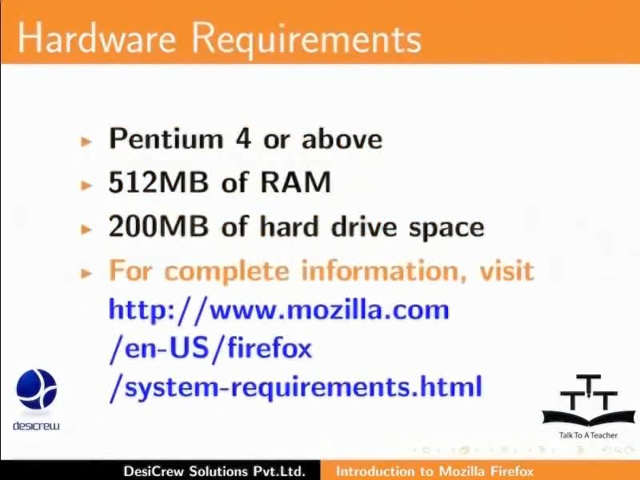 Hardware Requirements
Pentium 4 or above
512MB of RAM
200MB of hard drive space
For complete information, visit
http://www.mozilla.com
/en-US/firefox
/system-requirements.html
desicrew
TTT
Talk To A Teacher
DesiCrew Solutions Pvt.Ltd. Introduction to Mozilla Firefox